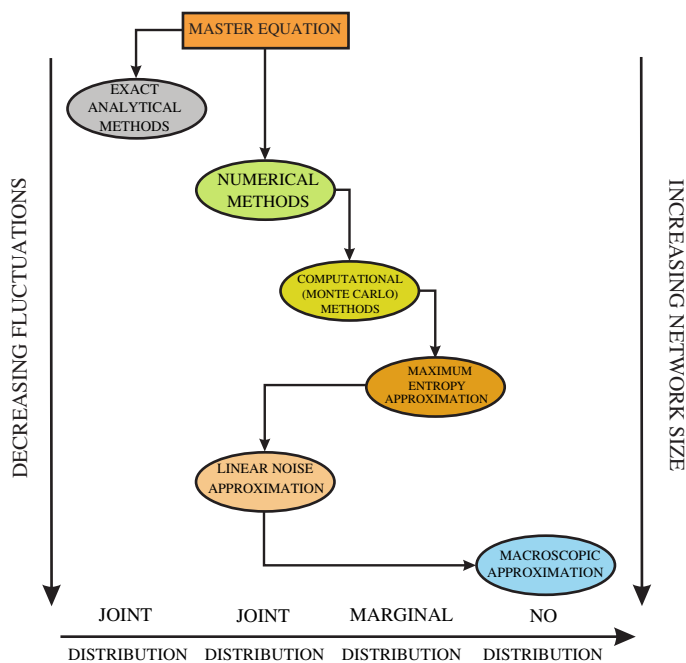 MASTER EQUATION
EXACT
ANALYTICAL
METHODS
NUMERICAL
METHODS
COMPUTATIONAL
(MONTE CARLO)
METHODS
MAXIMUM
ENTROPY
APPROXIMATION
LINEAR NOISE
APPROXIMATION
MACROSCOPIC
APPROXIMATION
DECREASING FLUCTUATIONS
INCREASING NETWORK SIZE
JOINT JOINT MARGINAL NO
DISTRIBUTION DISTRIBUTION DISTRIBUTION DISTRIBUTION